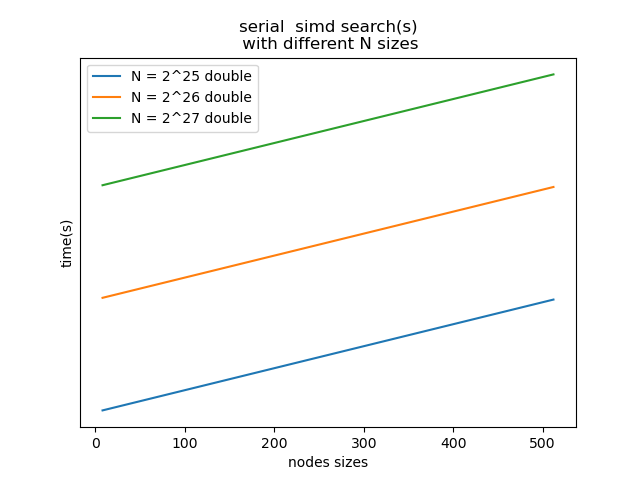 serial  simd search(s)
with different N sizes
N = 2^25 double
N = 2^26 double
N = 2^27 double
time(s)
0 100 200 300 400 500
nodes sizes